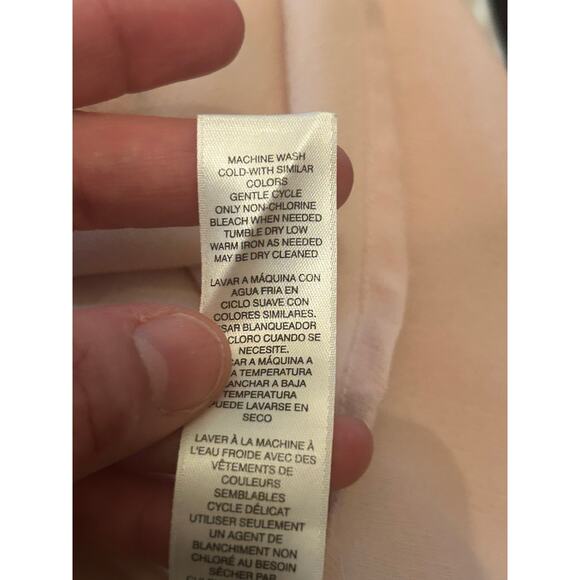 MACHINE WASH
COLD-WITH SIMILAR
COLORS
GENTLE CYCLE
ONLY NON-CHLORINE
BLEACH WHEN NEEDED
TUMBLE DRY LOW
WARM IRON AS NEEDED
MAY BE DRY CLEANED
LAVAR A MÁQUINA CON
AGUA FRIA EN
CICLO SUAVE CON
COLORES SIMILARES.
BLANQUEADOR
CLORO CUANDO SE
NECESITE.
A MÁQUINA A
TEMPERATURA
A BAJA
TEMPERATURA
LAVARSE EN
SECO
LAVER À LA MACHINE À
L'EAU FROIDE AVEC DES
VÊTEMENTS DE
COULEURS
SEMBLABLES
CYCLE DÉLICAT
UTILISER SEULEMENT
UN AGENT DE
BLANCHIMENT NON
CHLORÉ AU BESOIN
SÉCHER PAR